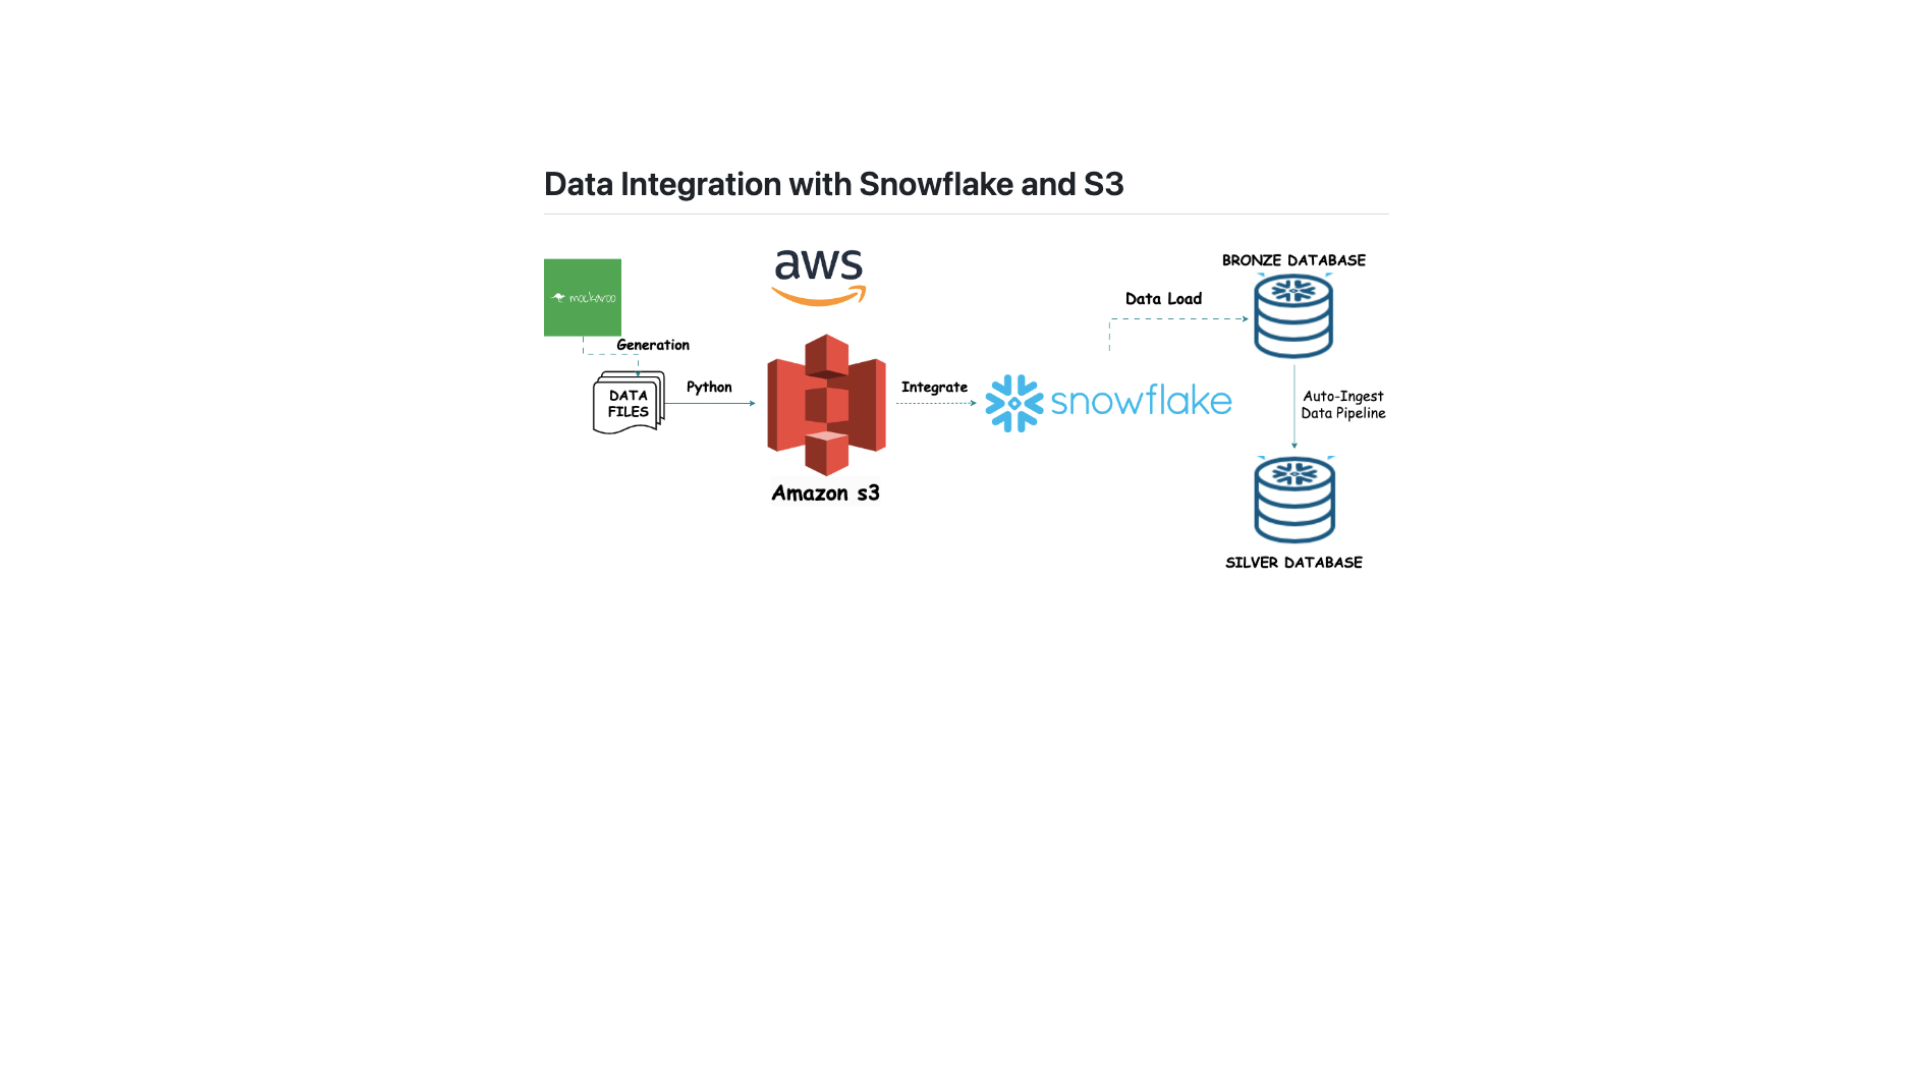 Data Integration with Snowflake and S3
aws
BRONZE DATABASE
mockaroo
Data Load
Generation
DATA
FILES
Python
Integrate
snowflake
Auto-Ingest
Data Pipeline
Amazon s3
SILVER DATABASE